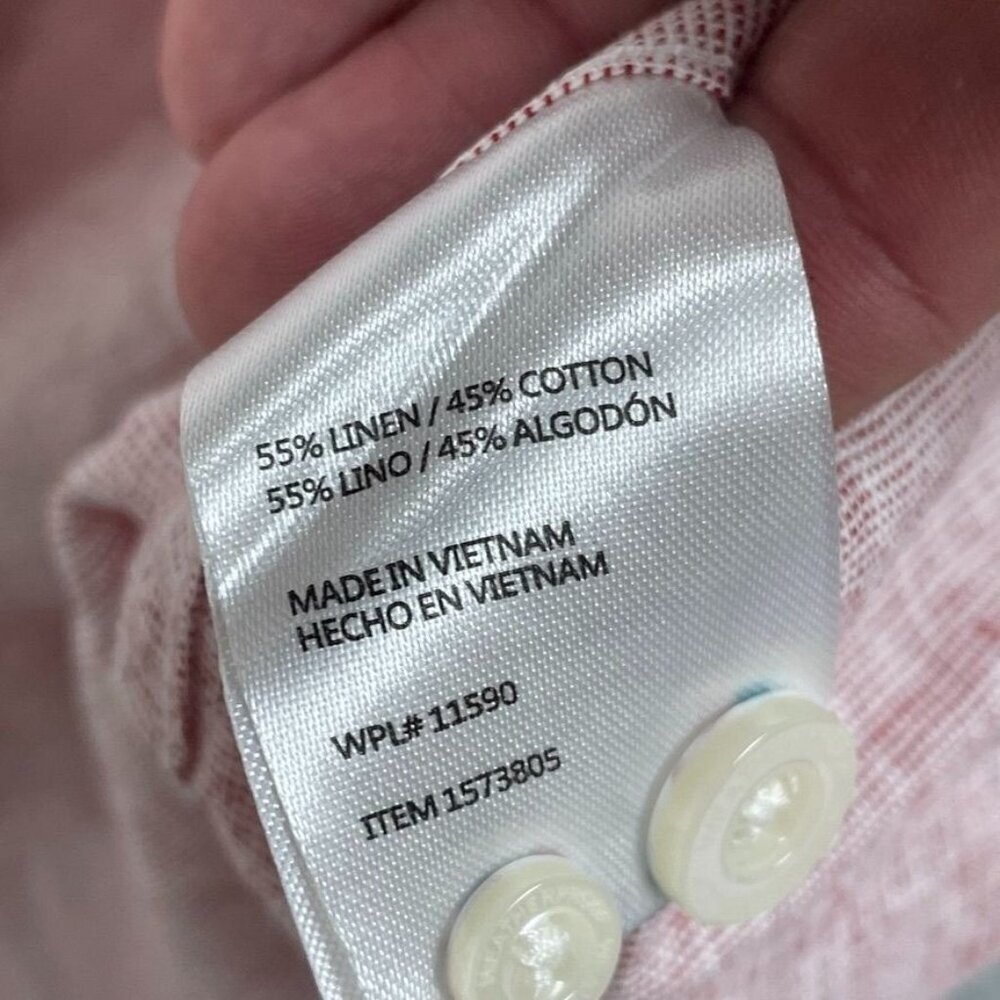 55% LINEN / 45% COTTON
55% LINO / 45% ALGODÓN
MADE IN VIETNAM
HECHO EN VIETNAM
WPL# 11590
ITEM 1573805